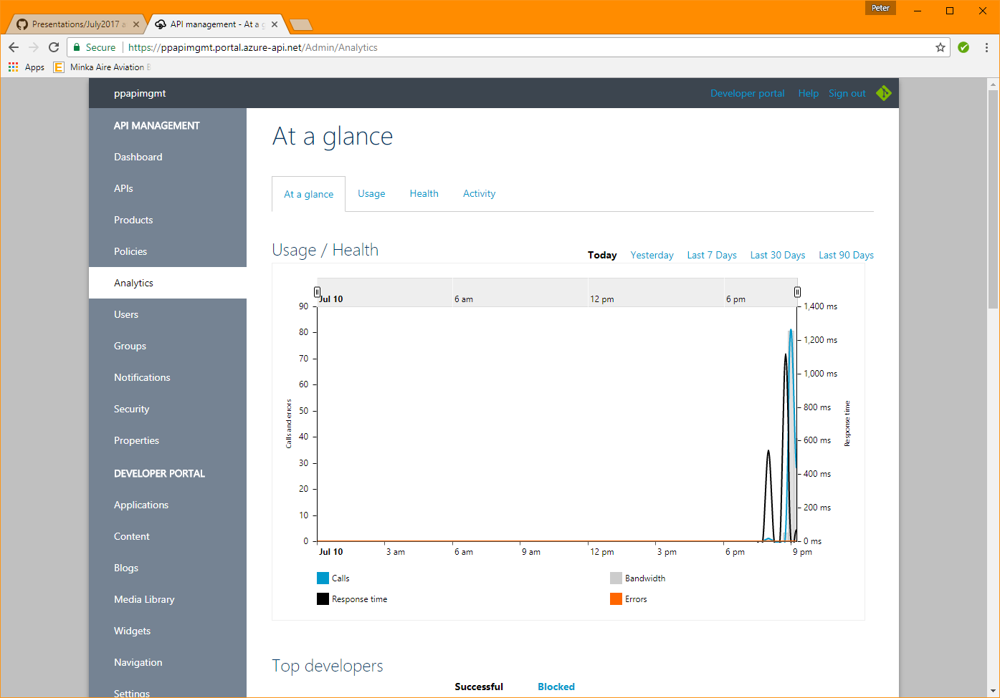 Peter
Presentations/July2017 a
API management - At a g
Secure
https://ppapimgmt.portal.azure-api.net/Admin/Analytics
Apps
Minka Aire Aviation E
ppapimgmt
Developer portal Help Sign out
API MANAGEMENT
Dashboard
APIs
Products
Policies
Analytics
Users
Groups
Notifications
Security
Properties
DEVELOPER PORTAL
Applications
Content
Blogs
Media Library
Widgets
Navigation
Settings
At a glance
At a glance Usage Health Activity
Usage / Health
Today Yesterday Last 7 Days Last 30 Days Last 90 Days
Jul 10 6 am 12 pm 6 pm
90
80
70
60
50
40
30
20
10
0
Calls and errors
1,400 ms
1,200 ms
1,000 ms
800 ms
600 ms
400 ms
200 ms
0 ms
Response time
Jul 10 3 am 6 am 9 am 12 pm 3 pm 6 pm 9 pm
Calls
Bandwidth
Response time
Errors
Top developers
Successful Blocked